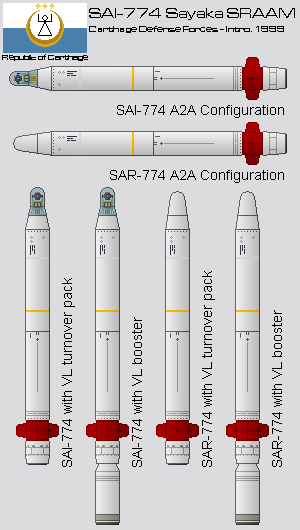 SAI-774 Sayaka SRAAM
Carthage Defense Forces - Intro. 1999
Republic of Carthage
SAI-774 A2A Configuration
SAR-774 A2A Configuration
SAI-774 with VL turnover pack
SAI-774 with VL booster
SAR-774 with VL turnover pack
SAR-774 with VL booster